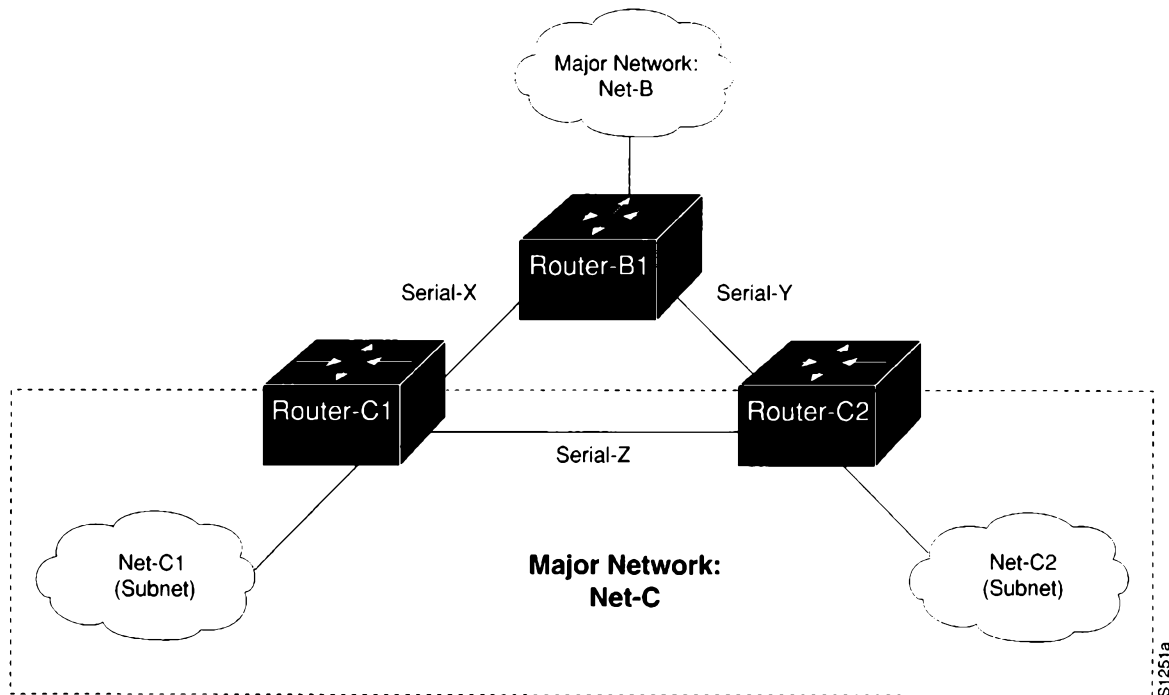 Major Network:
Net-B
Router-B1
Serial-X
Serial-Y
Router-C1
Router-C2
Serial-Z
Net-C1
(Subnet)
Major Network:
Net-C
Net-C2
(Subnet)
S1251a